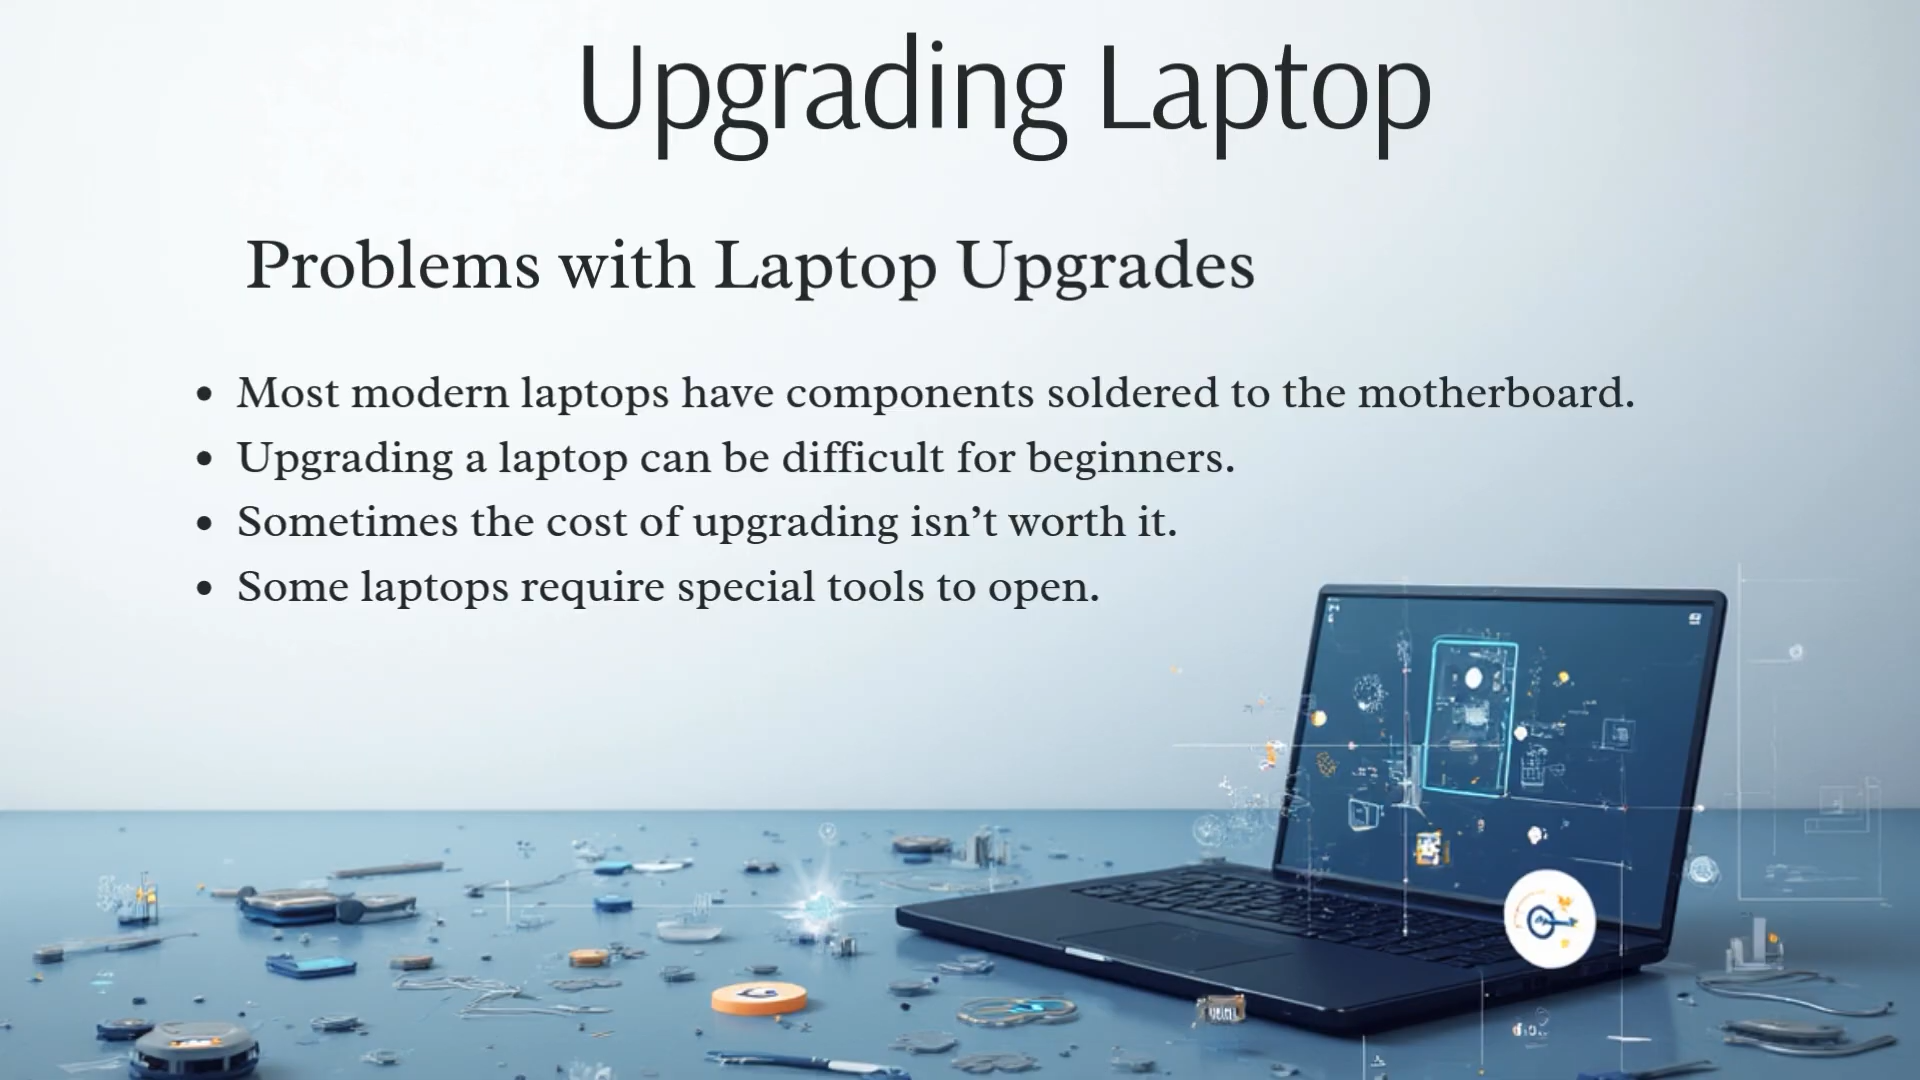 Upgrading Laptop
Problems with Laptop Upgrades
• Most modern laptops have components soldered to the motherboard.
• Upgrading a laptop can be difficult for beginners.
• Sometimes the cost of upgrading isn’t worth it.
• Some laptops require special tools to open.